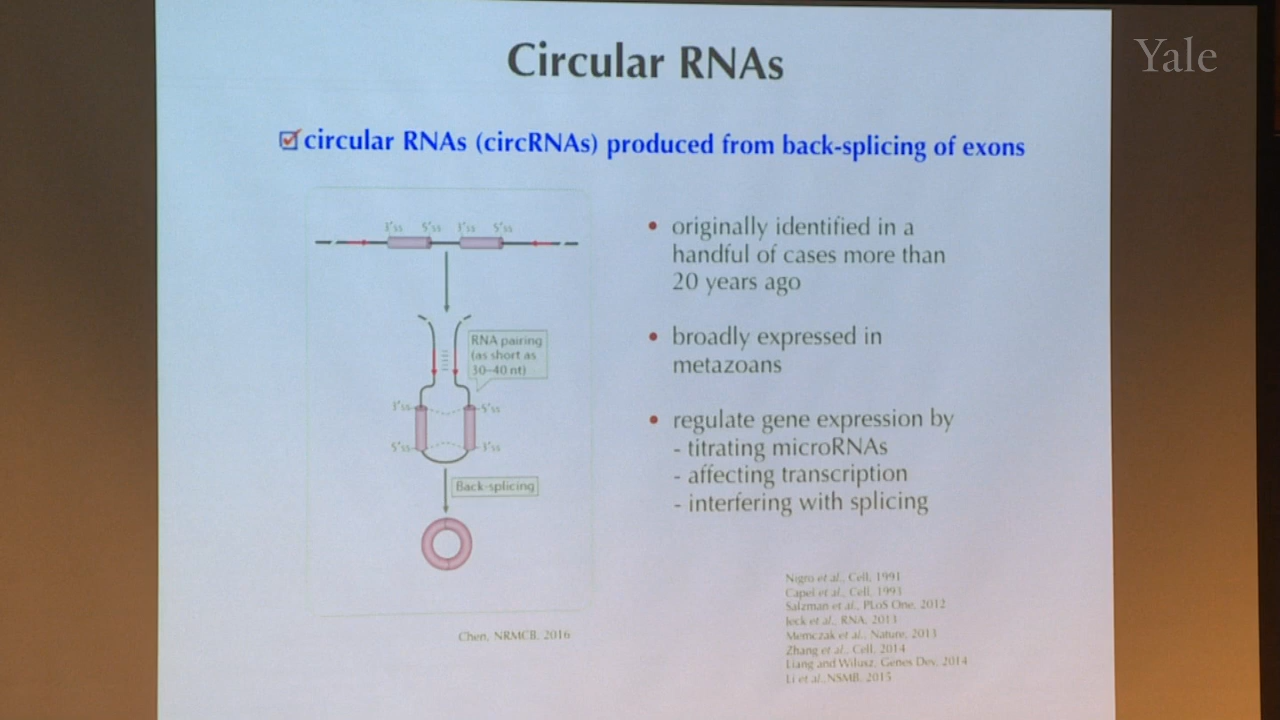 Yale
Circular RNAs
circular RNAs (circRNAs) produced from back-splicing of exons
3'ss 5'ss 3'ss 5'ss
RNA pairing
(as short as
30–40 nt)
3'ss 5'ss
5'ss 3'ss
Back-splicing
Chen, NRMCB, 2016
• originally identified in a
handful of cases more than
20 years ago
• broadly expressed in
metazoans
• regulate gene expression by
- titrating microRNAs
- affecting transcription
- interfering with splicing
Nigro et al., Cell, 1991
Capel et al., Cell, 1993
Salzman et al., PLoS One, 2012
Jeck et al., RNA, 2013
Memczak et al., Nature, 2013
Zhang et al., Cell, 2014
Liang and Wilusz, Genes Dev, 2014
Li et al., NSMB, 2015